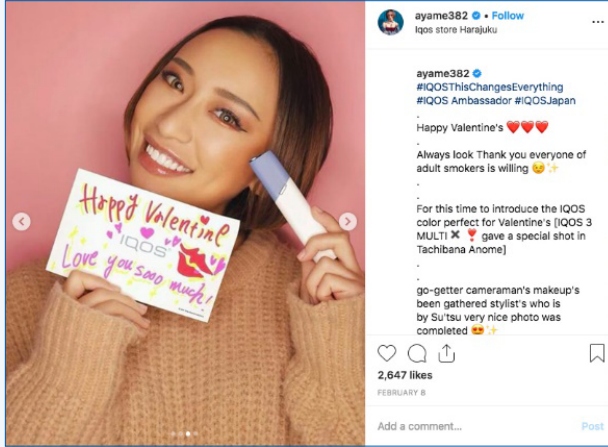 ayame382 • Follow
Iqos store Harajuku
...
ayame382
#IQOSThisChangesEverything
#IQOS Ambassador #IQOSJapan
.
Happy Valentine's ❤️❤️❤️
.
Always look Thank you everyone of
adult smokers is willing 😉✨
.
.
For this time to introduce the IQOS
color perfect for Valentine's [IQOS 3
MULTI ✖ ❣️ gave a special shot in
Tachibana Anome]
.
.
go-getter cameraman's makeup's
been gathered stylist's who is
by Su'tsu very nice photo was
completed 😍✨
2,647 likes
FEBRUARY 8
Add a comment...
Post
Happy Valentine
IQOS
Love you sooo much!